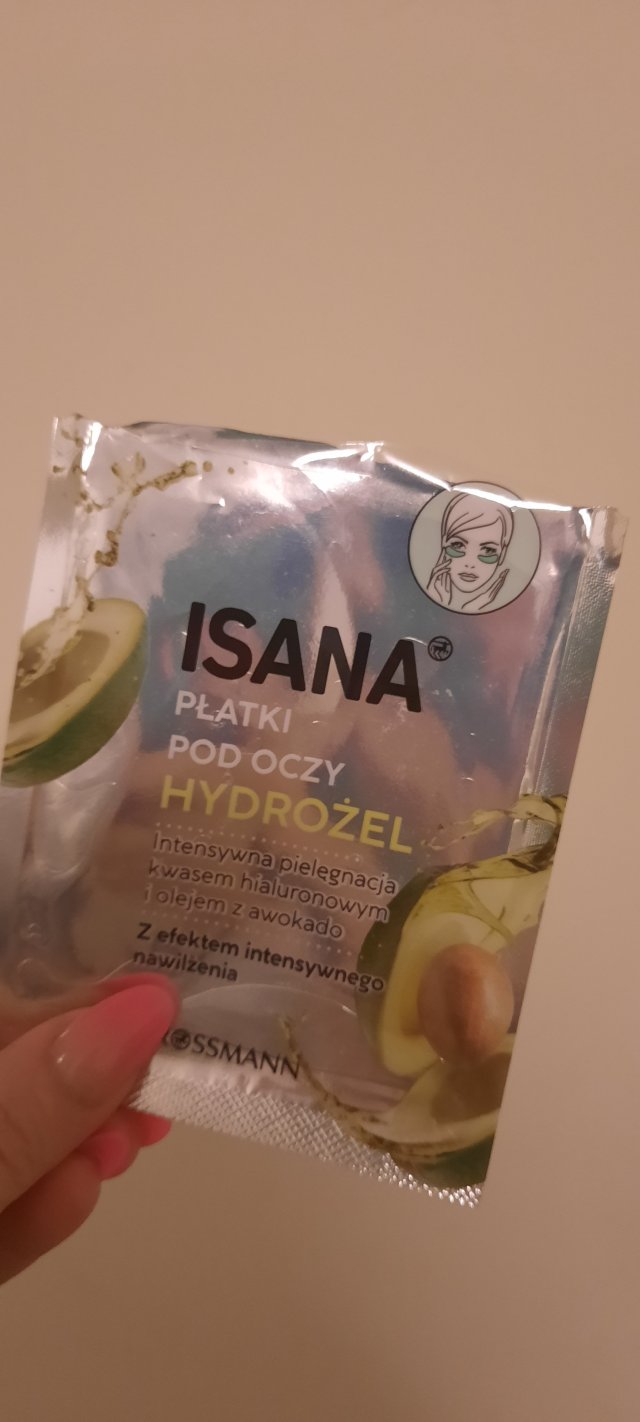 ISANA
PŁATKI
POD OCZY
HYDROŻEL
Intensywna pielęgnacja
kwasem hialuronowym
i olejem z awokado
Z efektem intensywnego
nawilżenia
ROSSMANN